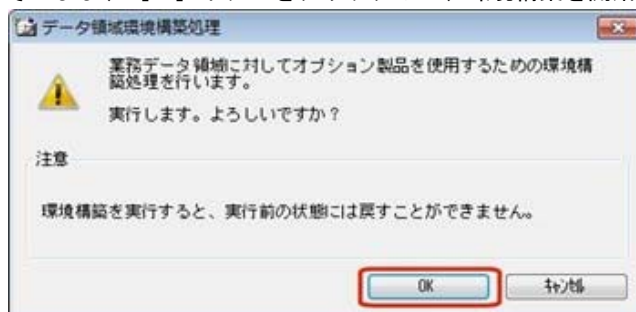 データ領域環境構築処理
業務データ領域に対してオプション製品を使用するための環境構
築処理を行います。
実行します。よろしいですか？
注意
環境構築を実行すると、実行前の状態には戻すことができません。
OK
ｷｬﾝｾﾙ